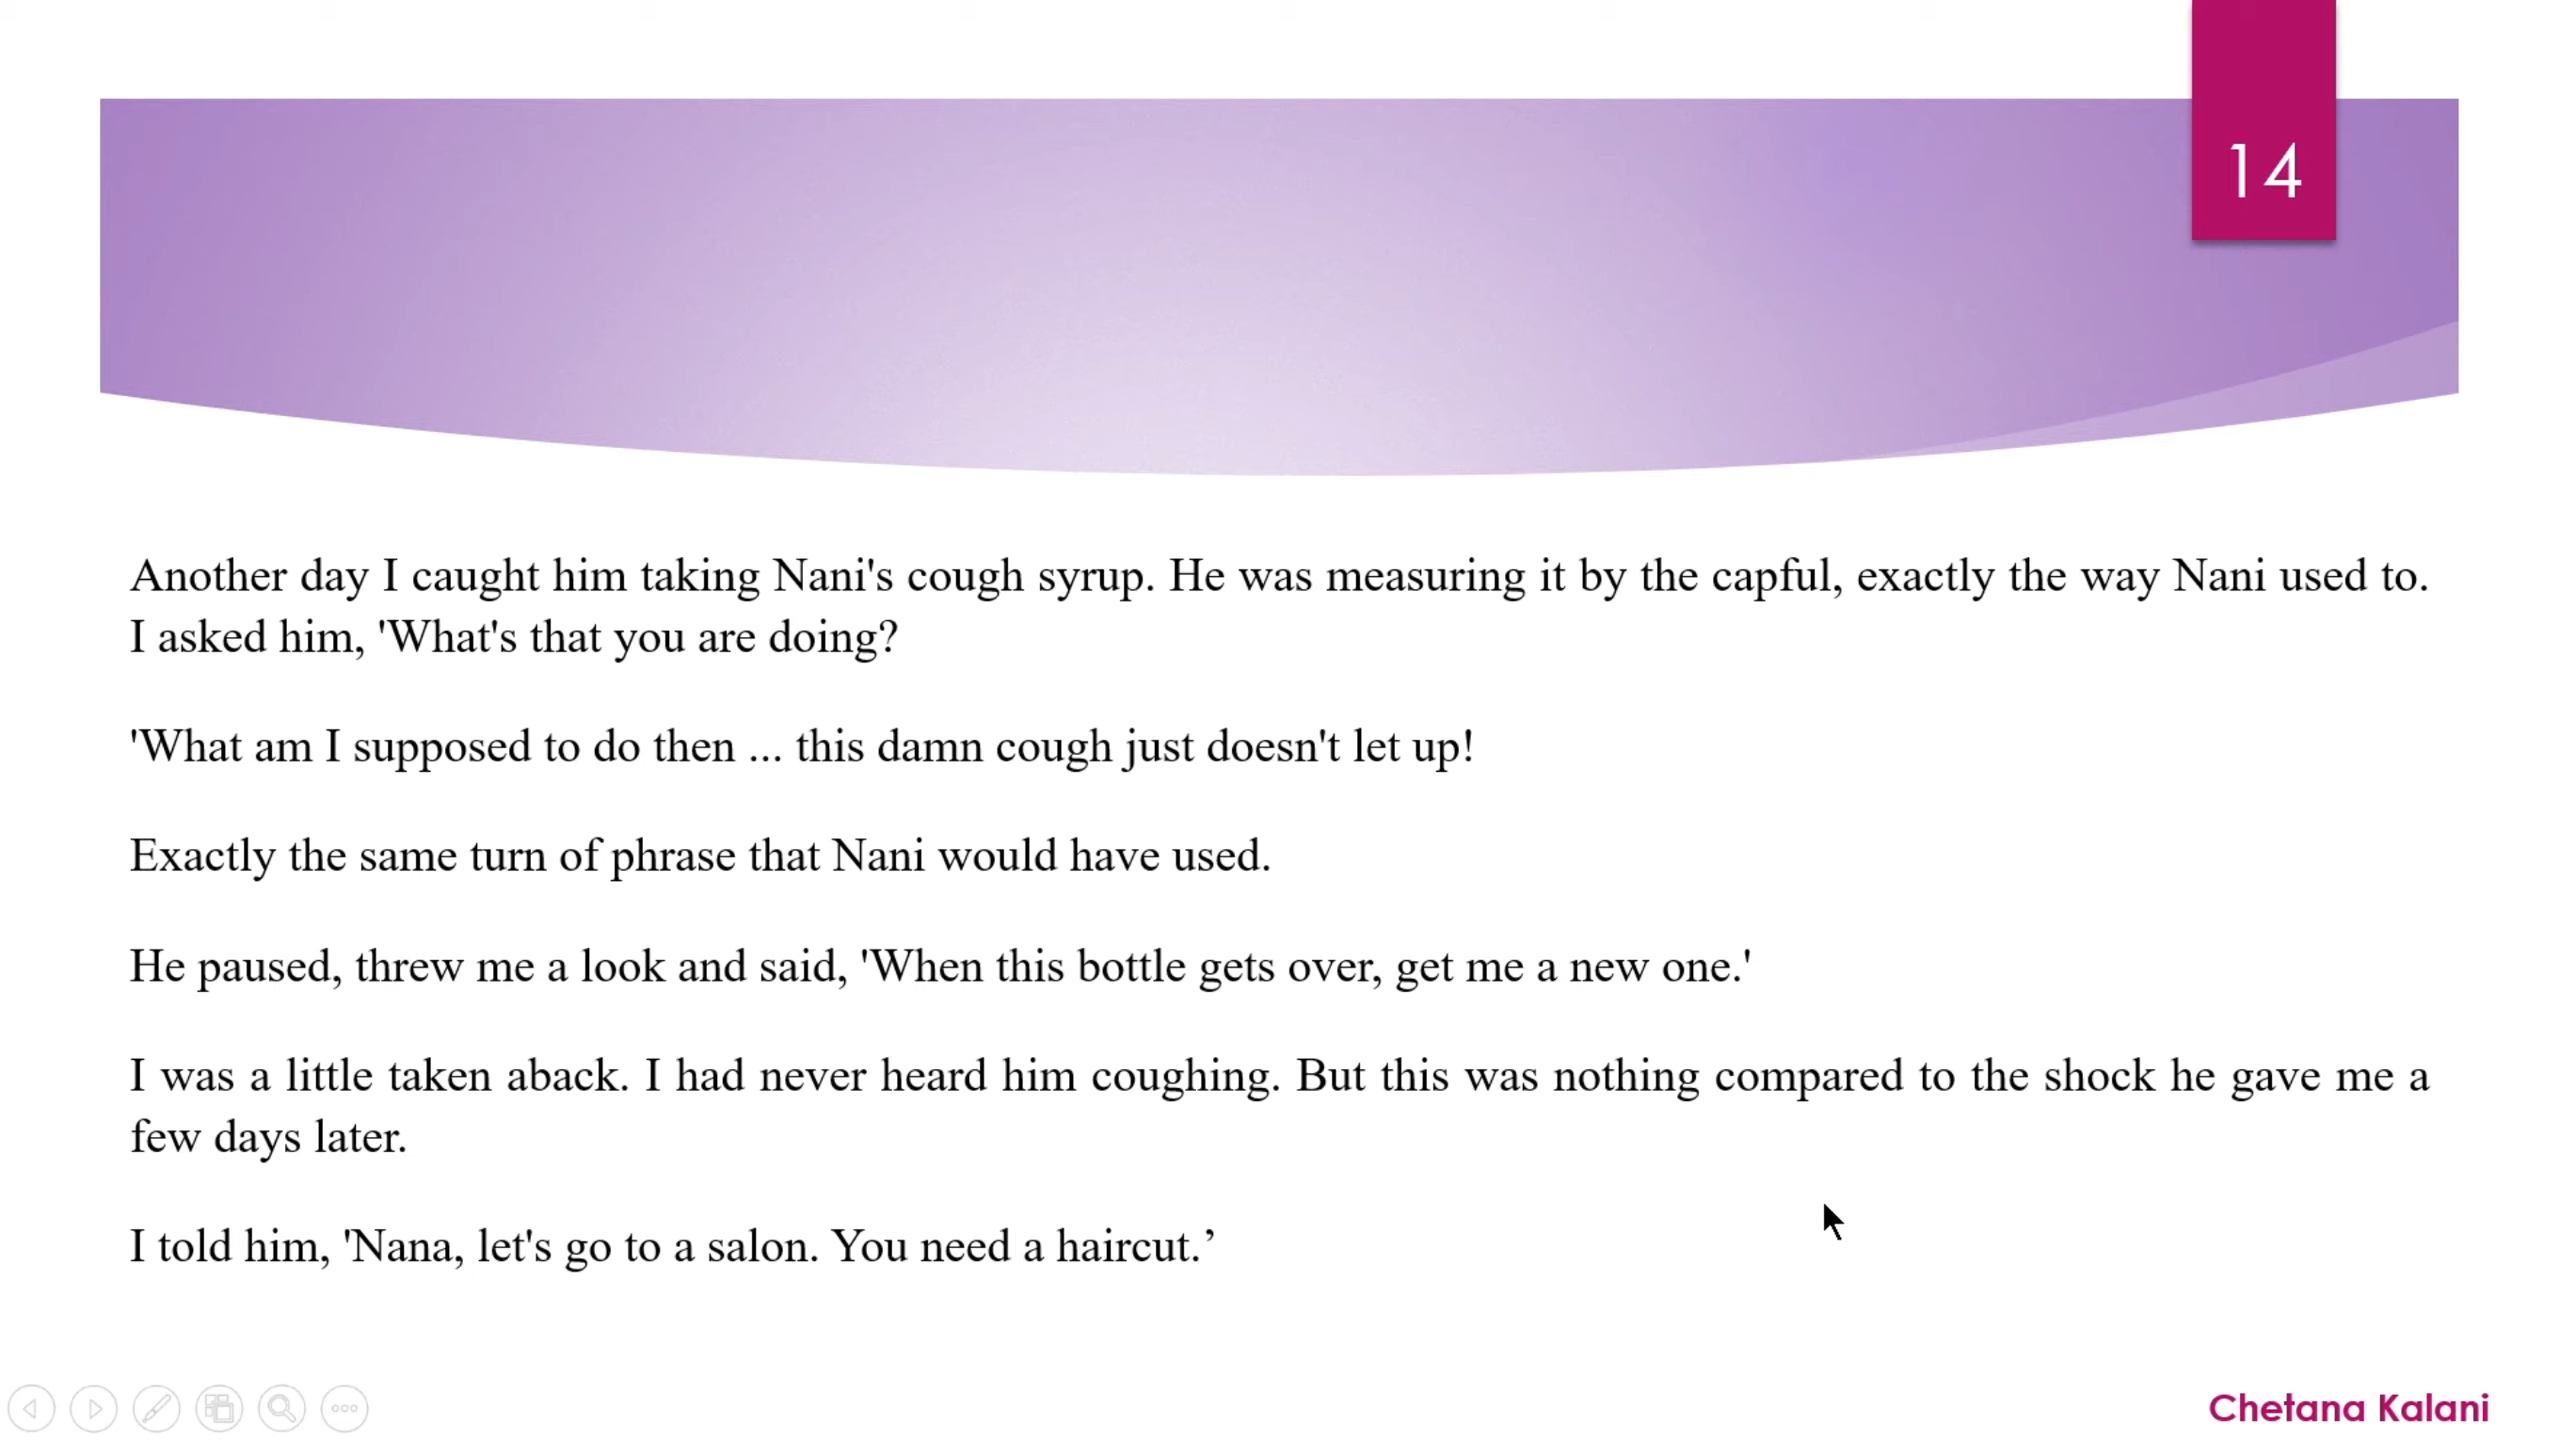 14
Another day I caught him taking Nani's cough syrup. He was measuring it by the capful, exactly the way Nani used to.
I asked him, 'What's that you are doing?
'What am I supposed to do then ... this damn cough just doesn't let up!
Exactly the same turn of phrase that Nani would have used.
He paused, threw me a look and said, 'When this bottle gets over, get me a new one.'
I was a little taken aback. I had never heard him coughing. But this was nothing compared to the shock he gave me a
few days later.
I told him, 'Nana, let's go to a salon. You need a haircut.’
Chetana Kalani